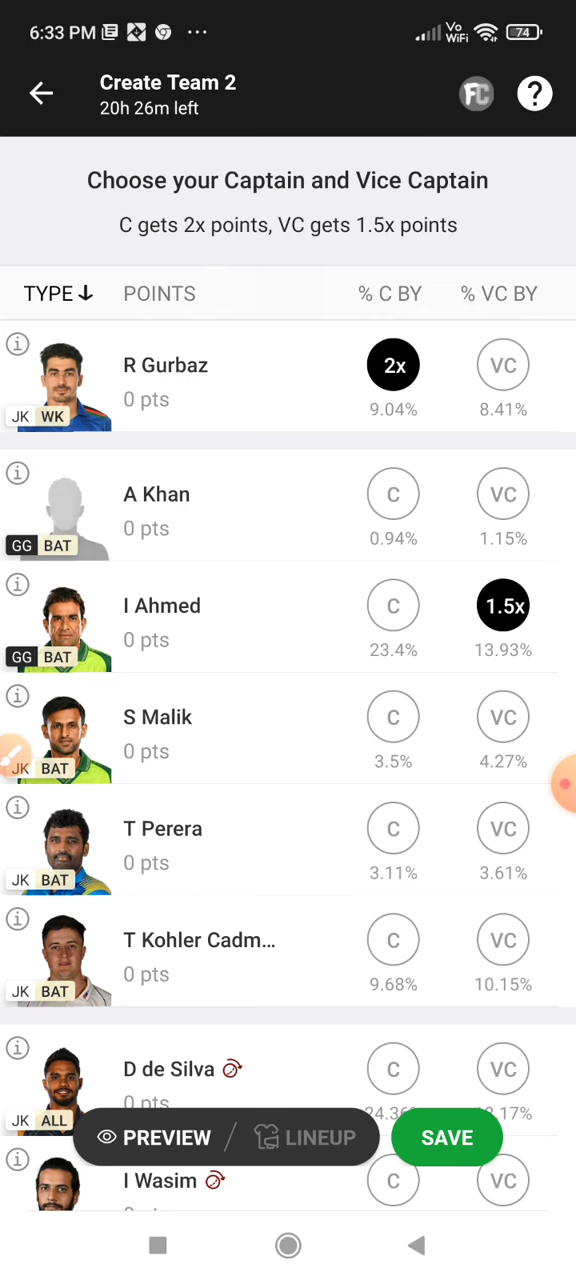 6:33 PM
Vo WiFi
74
Create Team 2
20h 26m left
FC
?
Choose your Captain and Vice Captain
C gets 2x points, VC gets 1.5x points
TYPE POINTS % C BY % VC BY
R Gurbaz 2x VC
0 pts 9.04% 8.41%
JK WK
A Khan C VC
0 pts 0.94% 1.15%
GG BAT
I Ahmed C 1.5x
0 pts 23.4% 13.93%
GG BAT
S Malik C VC
0 pts 3.5% 4.27%
JK BAT
T Perera C VC
0 pts 3.11% 3.61%
JK BAT
T Kohler Cadm... C VC
0 pts 9.68% 10.15%
JK BAT
D de Silva C VC
0 pts
JK ALL
PREVIEW / LINEUP SAVE
I Wasim C VC